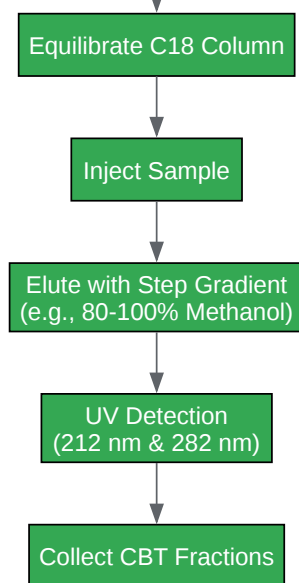 Equilibrate C18 Column
Inject Sample
Elute with Step Gradient
(e.g., 80-100% Methanol)
UV Detection
(212 nm & 282 nm)
Collect CBT Fractions